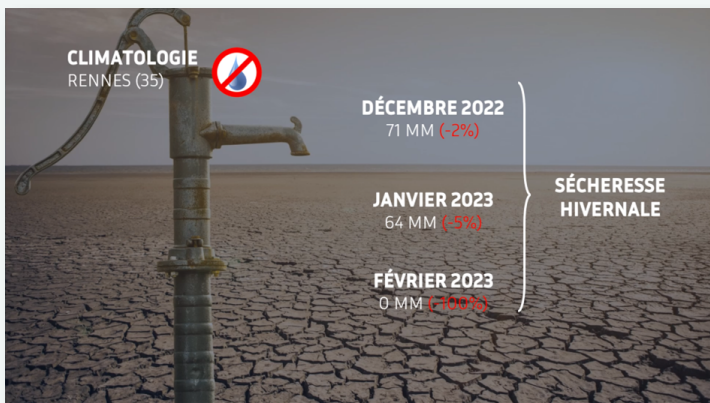 CLIMATOLOGIE
RENNES (35)
DÉCEMBRE 2022
71 MM (-2%)
JANVIER 2023
64 MM (-5%)
FÉVRIER 2023
0 MM (-100%)
SÉCHERESSE
HIVERNALE